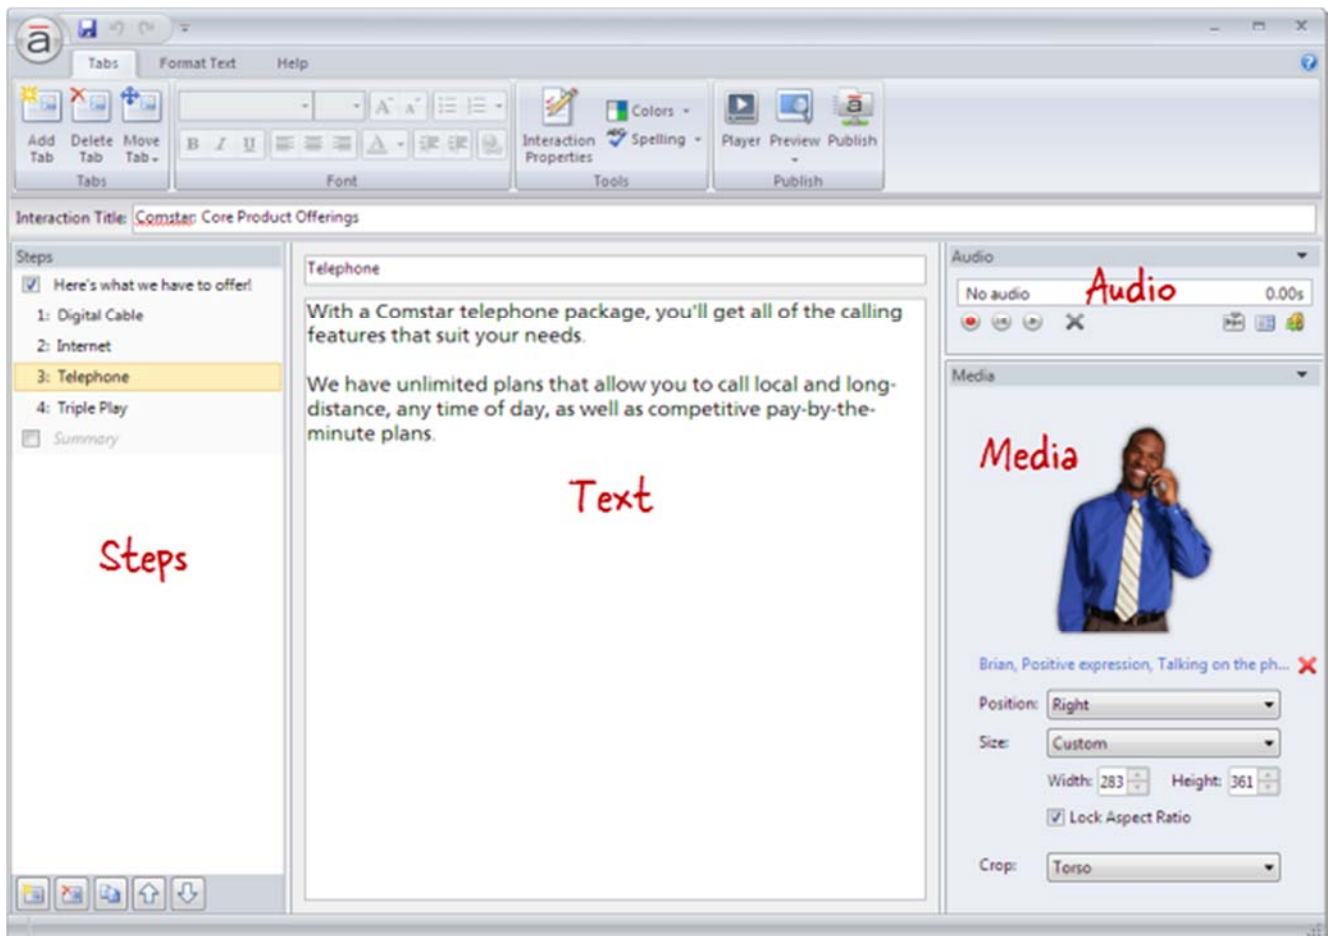 ā
Tabs Format Text Help
Add Tab
Delete Tab
Move Tab
Tabs
A A
B I U A
Font
Interaction Properties
Colors
Spelling
Tools
Player Preview Publish
Publish
Interaction Title: Comstar: Core Product Offerings
Steps
Here's what we have to offer!
1: Digital Cable
2: Internet
3: Telephone
4: Triple Play
Summary
Steps
Telephone
With a Comstar telephone package, you'll get all of the calling
features that suit your needs.
We have unlimited plans that allow you to call local and long-
distance, any time of day, as well as competitive pay-by-the-
minute plans.
Text
Audio
No audio 0.00s
Audio
Media
Media
Brian, Positive expression, Talking on the ph...
Position: Right
Size: Custom
Width: 283 Height: 361
Lock Aspect Ratio
Crop: Torso